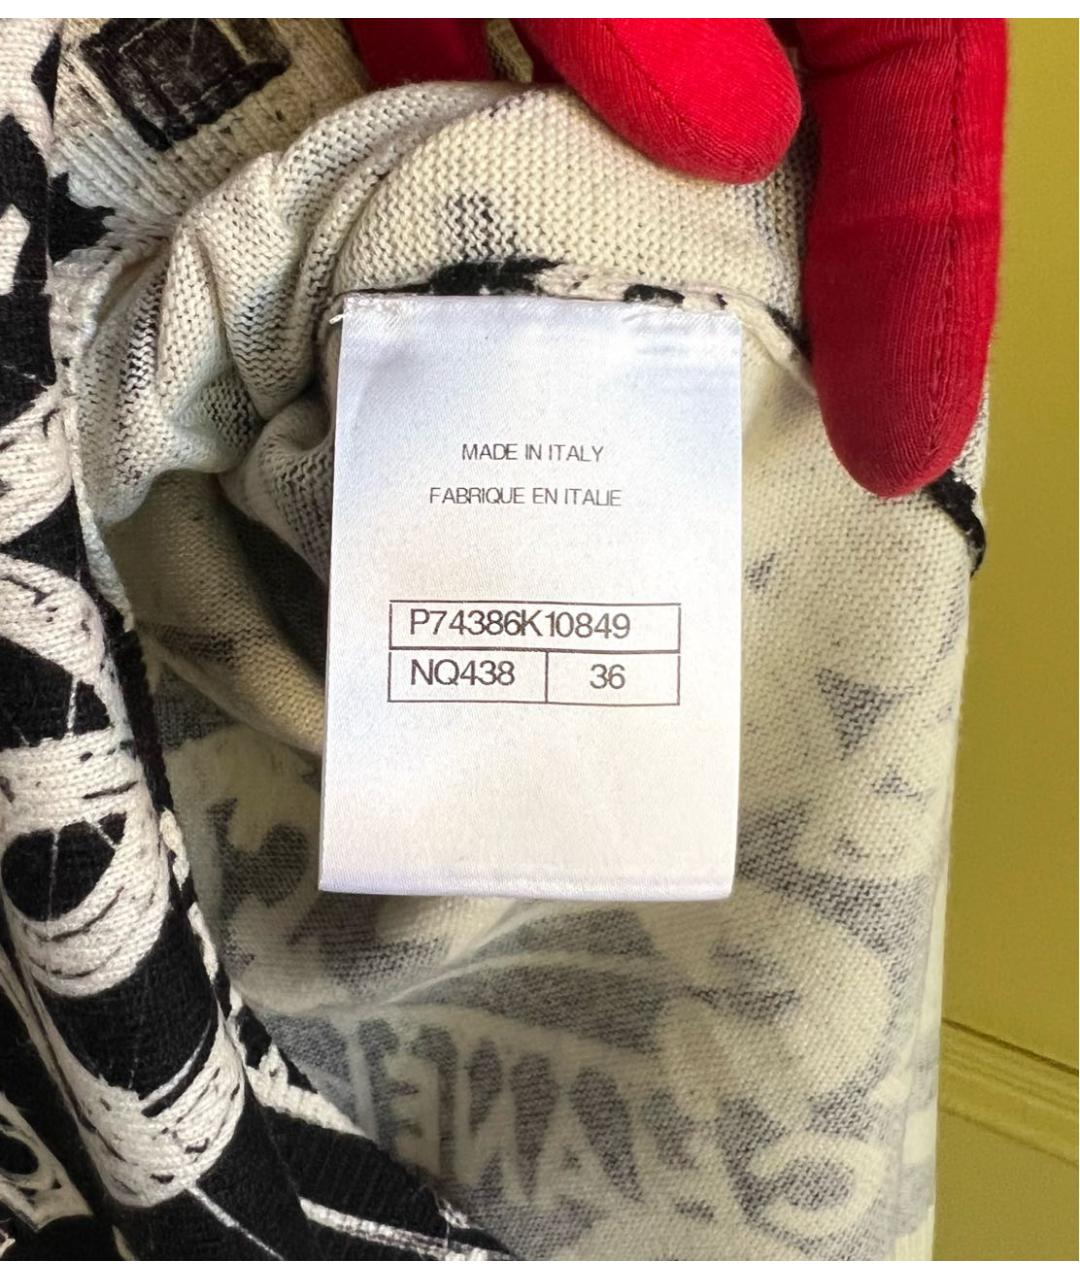 MADE IN ITALY
FABRIQUE EN ITALIE
P74386K10849
NQ438 36